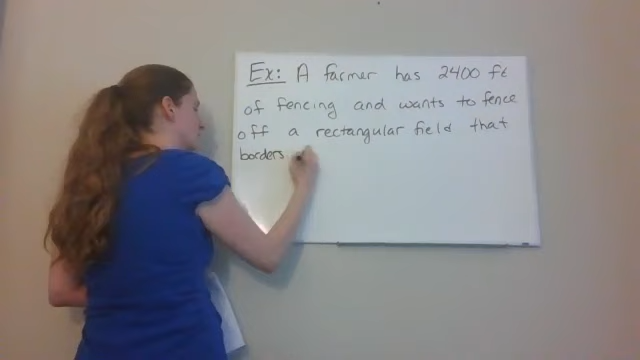 Ex: A farmer has 2400 ft
of fencing and wants to fence
off a rectangular field that
borders